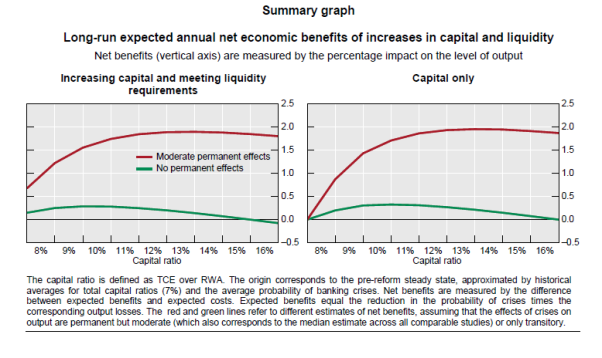 Summary graph
Long-run expected annual net economic benefits of increases in capital and liquidity
Net benefits (vertical axis) are measured by the percentage impact on the level of output
Increasing capital and meeting liquidity
requirements
Capital only
2.5
2.0
1.5
1.0
0.5
0.0
–0.5
Moderate permanent effects
No permanent effects
8% 9% 10% 11% 12% 13% 14% 15% 16%
Capital ratio
2.5
2.0
1.5
1.0
0.5
0.0
–0.5
8% 9% 10% 11% 12% 13% 14% 15% 16%
Capital ratio
The capital ratio is defined as TCE over RWA. The origin corresponds to the pre-reform steady state, approximated by historical
averages for total capital ratios (7%) and the average probability of banking crises. Net benefits are measured by the difference
between expected benefits and expected costs. Expected benefits equal the reduction in the probability of crises times the
corresponding output losses. The red and green lines refer to different estimates of net benefits, assuming that the effects of crises on
output are permanent but moderate (which also corresponds to the median estimate across all comparable studies) or only transitory.